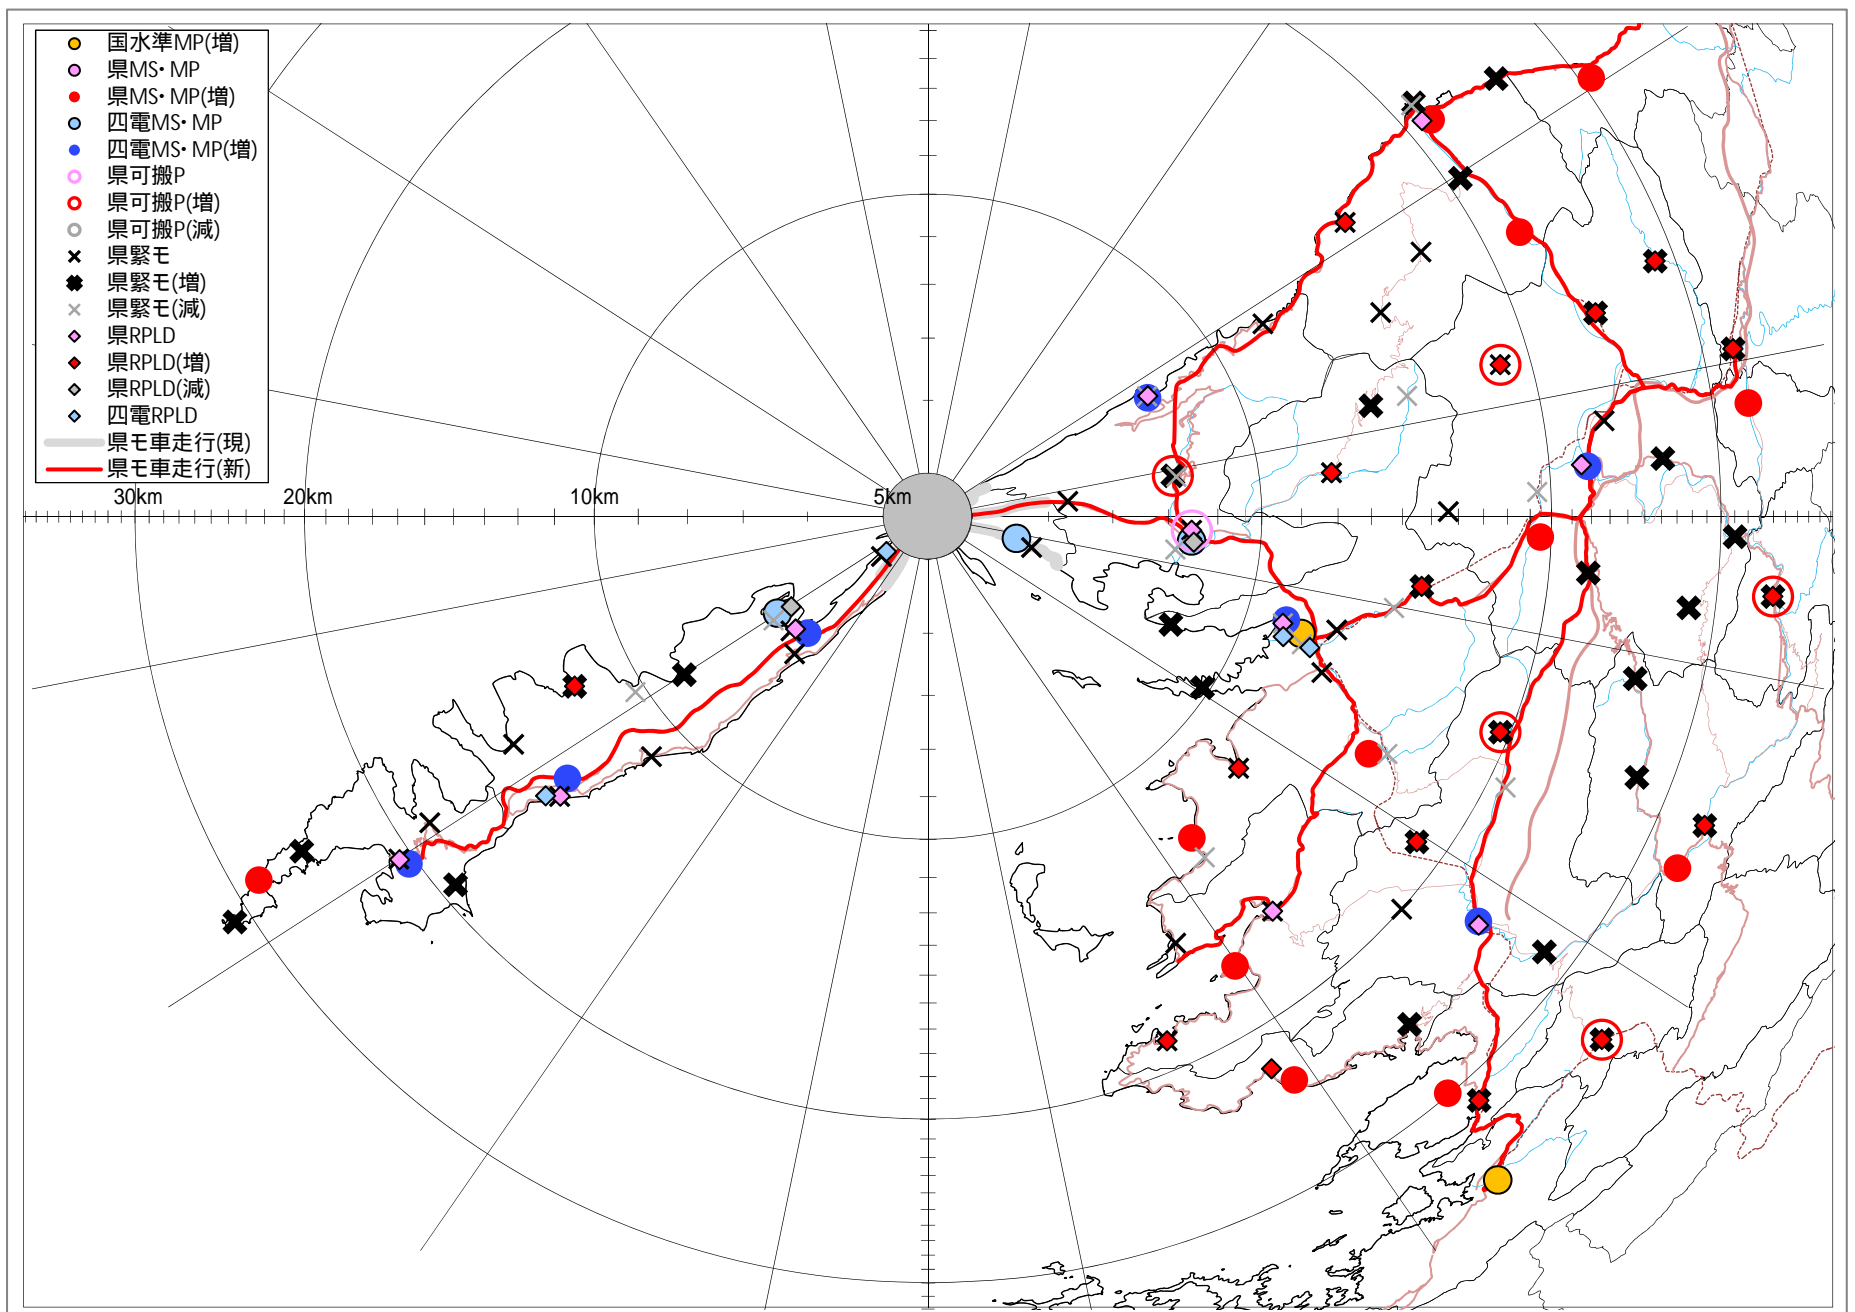 国水準MP(増)
県MS・MP
県MS・MP(増)
四電MS・MP
四電MS・MP(増)
県可搬P
県可搬P(増)
県可搬P(減)
県緊モ
県緊モ(増)
県緊モ(減)
県RPLD
県RPLD(増)
県RPLD(減)
四電RPLD
県モ車走行(現)
県モ車走行(新)
30km 20km 10km 5km